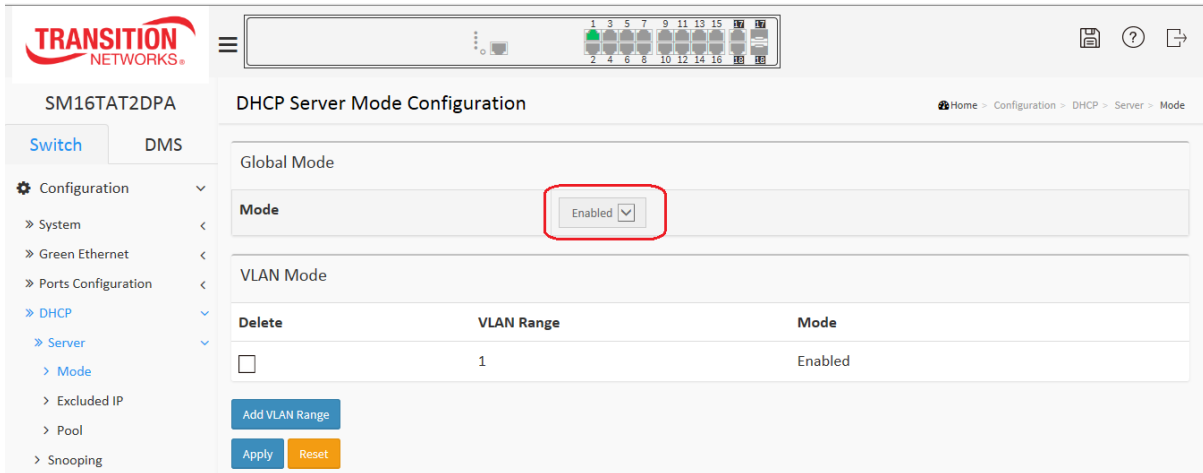 TRANSITION
NETWORKS®
1 3 5 7 9 11 13 15 17 17
2 4 6 8 10 12 14 16 18 18
SM16TAT2DPA
DHCP Server Mode Configuration
Home > Configuration > DHCP > Server > Mode
Switch DMS
Global Mode
Configuration
Mode Enabled
» System
» Green Ethernet
VLAN Mode
» Ports Configuration
» DHCP
Delete VLAN Range Mode
» Server
1 Enabled
> Mode
> Excluded IP
Add VLAN Range
> Pool
Apply Reset
> Snooping